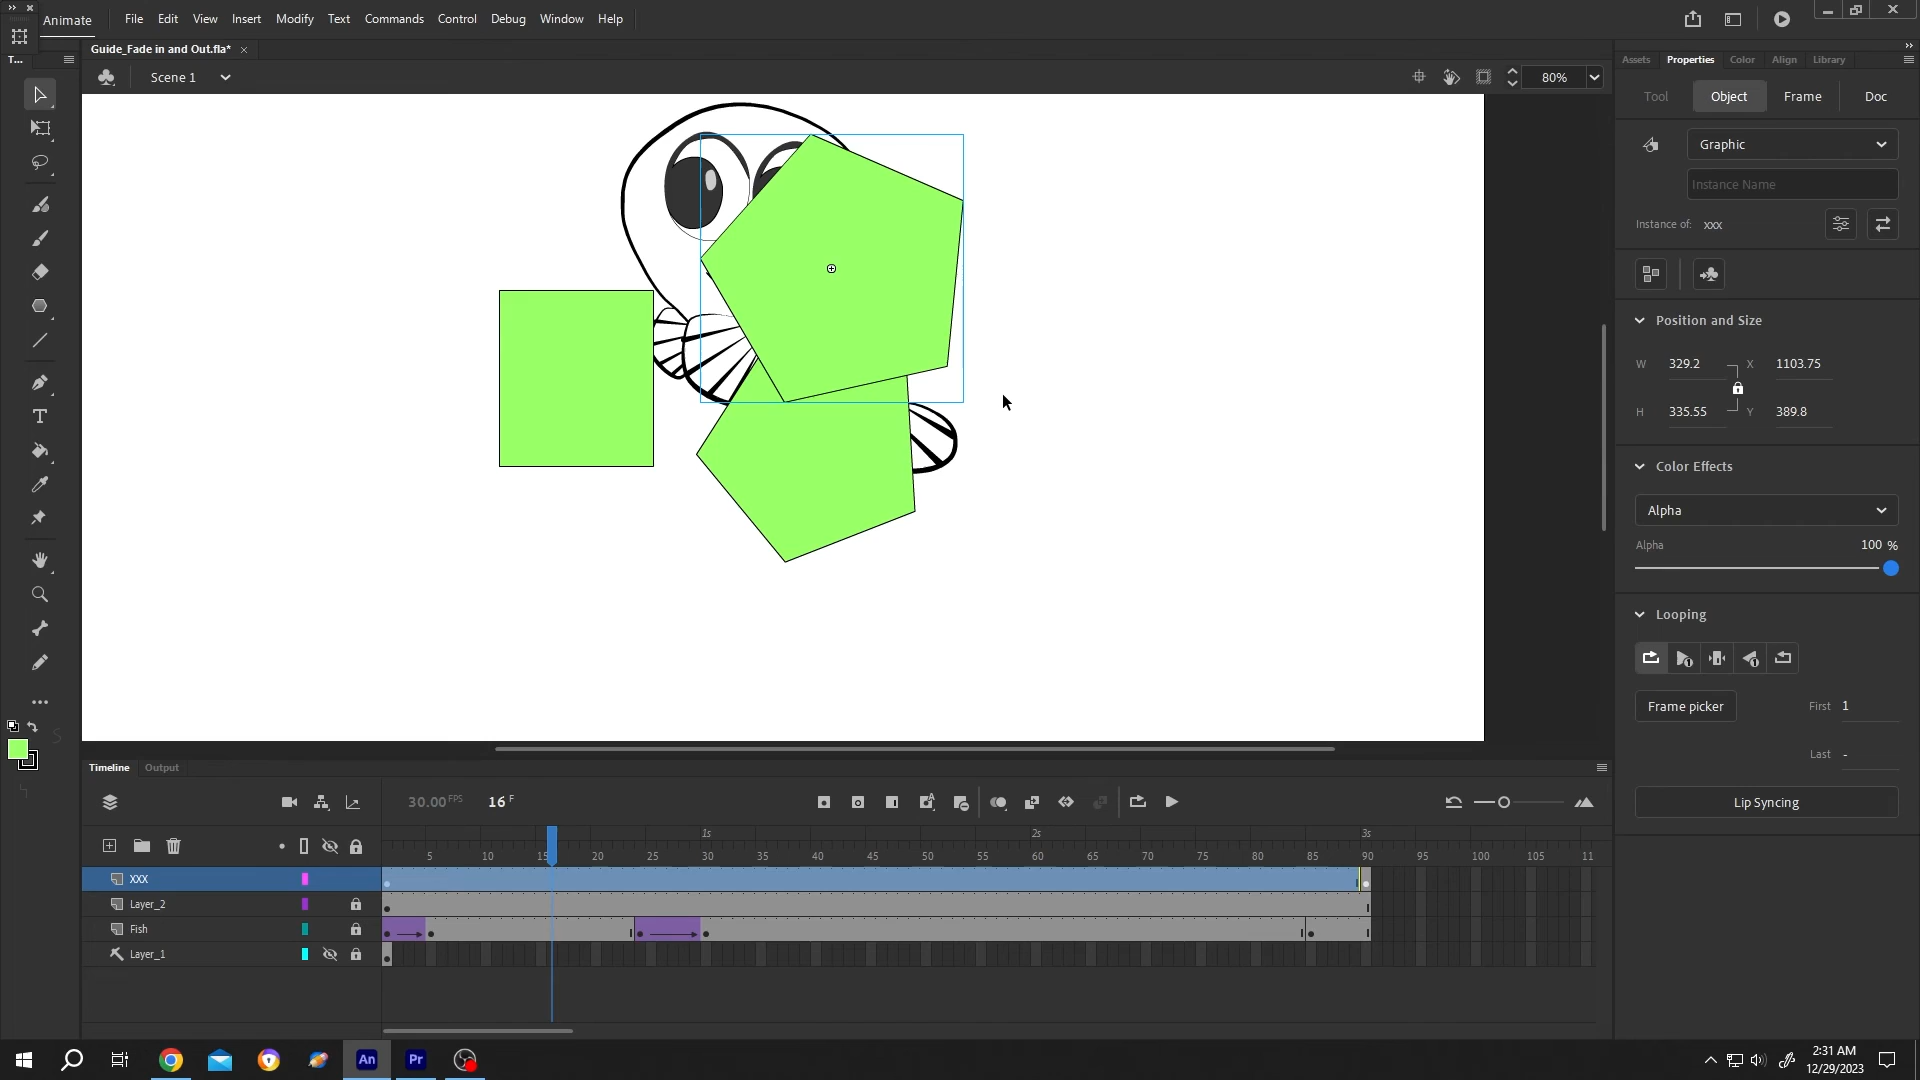 Animate File Edit View Insert Modify Text Commands Control Debug Window Help
Guide_Fade in and Out.fla*
T...
Scene 1
80%
Assets Properties Color Align Library
Tool Object Frame Doc
Graphic
Instance Name
Instance of: xxx
Position and Size
W 329.2 X 1103.75
H 335.55 Y 389.8
Color Effects
Alpha
Alpha 100 %
Looping
Frame picker First 1
Last -
Lip Syncing
Timeline Output
30.00 FPS 16 F
1s 2s 3s
5 10 15 20 25 30 35 40 45 50 55 60 65 70 75 80 85 90 95 100 105 11
XXX
Layer_2
Fish
Layer_1
An Pr
2:31 AM
12/29/2023